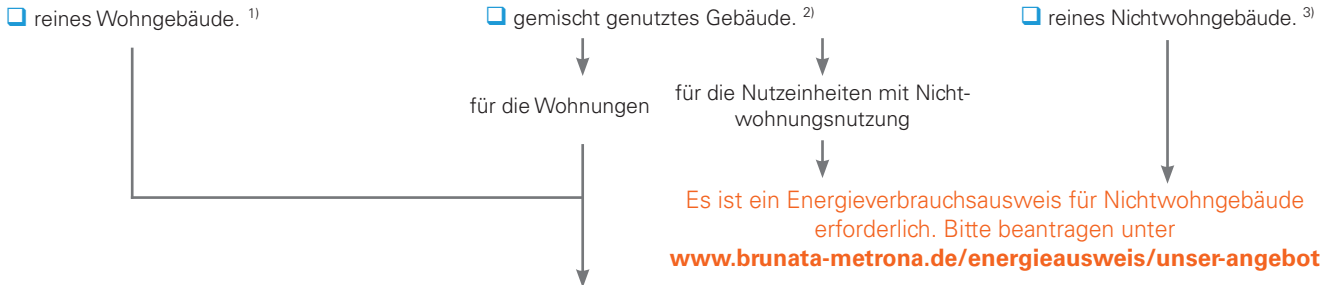 ❑ reines Wohngebäude. 1)
❑ gemischt genutztes Gebäude. 2)
❑ reines Nichtwohngebäude. 3)
für die Wohnungen
für die Nutzeinheiten mit Nicht-
wohnungsnutzung
Es ist ein Energieverbrauchsausweis für Nichtwohngebäude
erforderlich. Bitte beantragen unter
www.brunata-metrona.de/energieausweis/unser-angebot